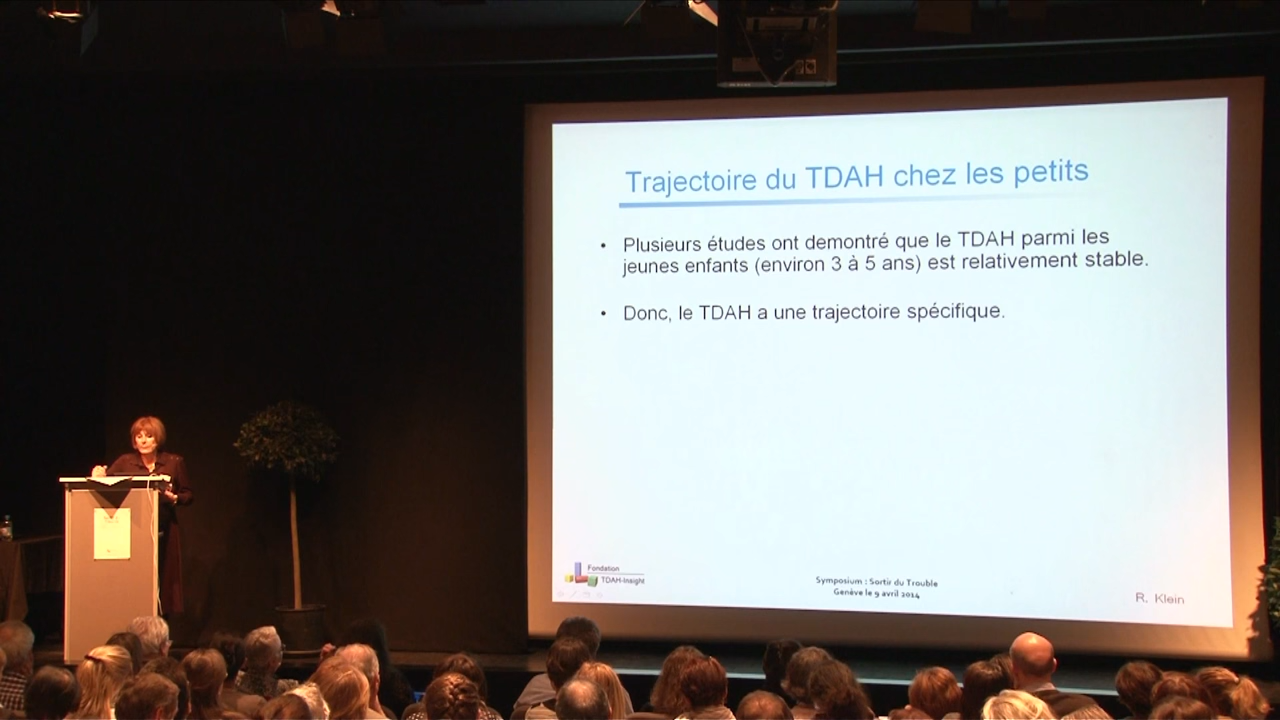 Trajectoire du TDAH chez les petits
• Plusieurs études ont demontré que le TDAH parmi les
jeunes enfants (environ 3 à 5 ans) est relativement stable.
• Donc, le TDAH a une trajectoire spécifique.
Fondation
TDAH-Insight
Symposium : Sortir du Trouble
Genève le 9 avril 2014
R. Klein